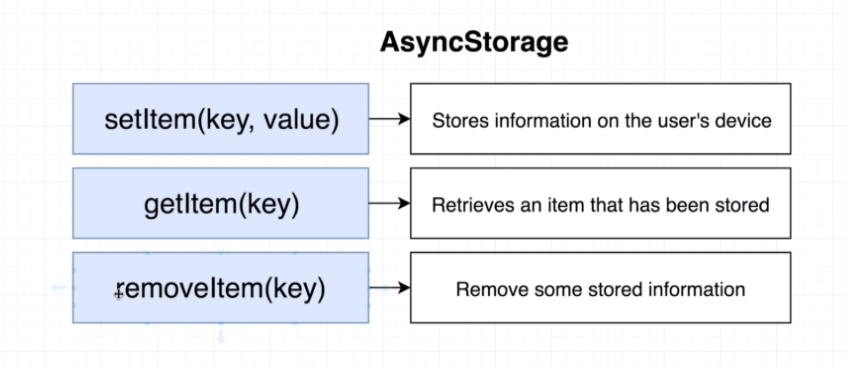 AsyncStorage
setItem(key, value)
Stores information on the user's device
getItem(key)
Retrieves an item that has been stored
removeItem(key)
Remove some stored information